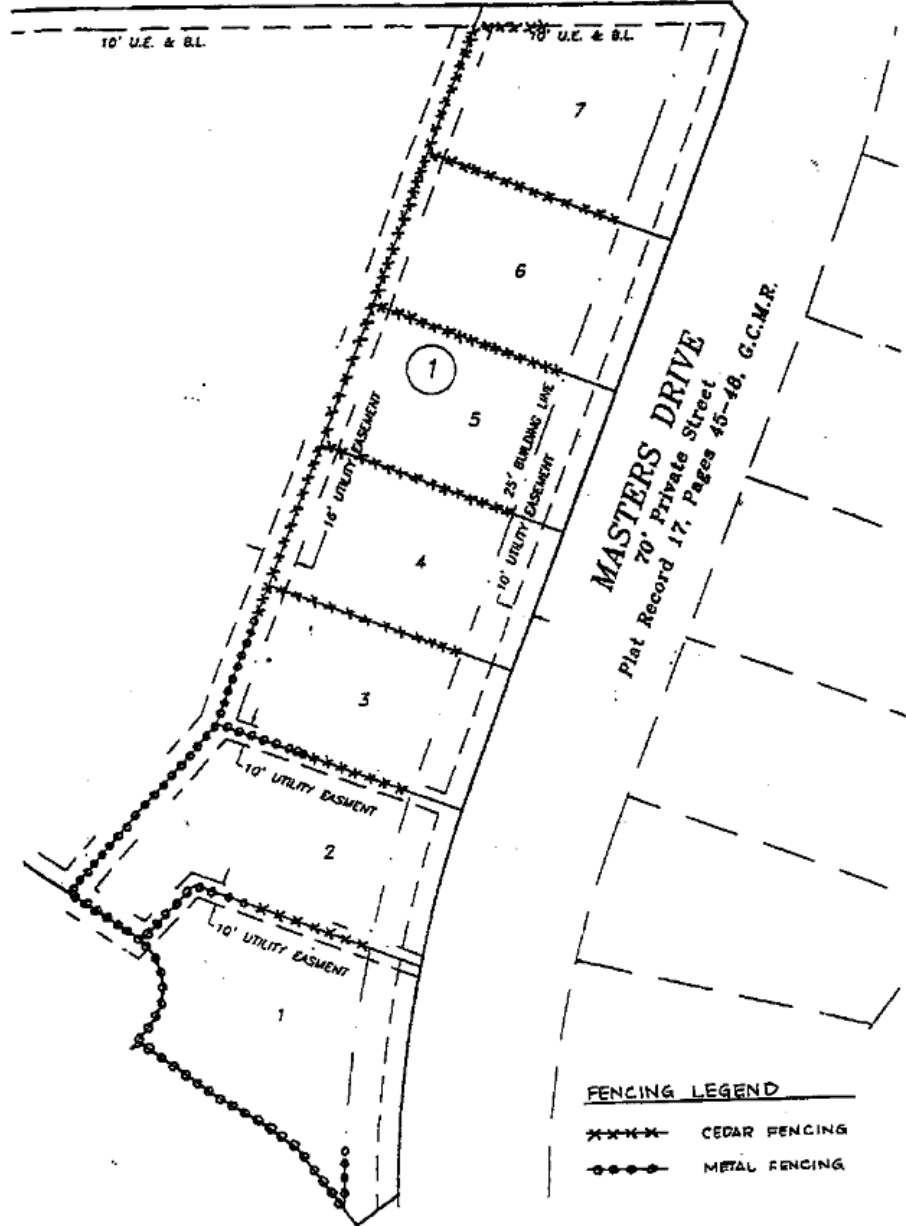 10' U.E. & B.L.
10' U.E. & B.L.
7
6
1
5
16' UTILITY EASEMENT
25' BUILDING LINE
10' UTILITY EASEMENT
4
MASTERS DRIVE
70' Private Street
Plat Record 17, Pages 45-48, G.C.M.R.
3
10' UTILITY EASMENT
2
10' UTILITY EASMENT
1
FENCING LEGEND
CEDAR FENCING
METAL FENCING